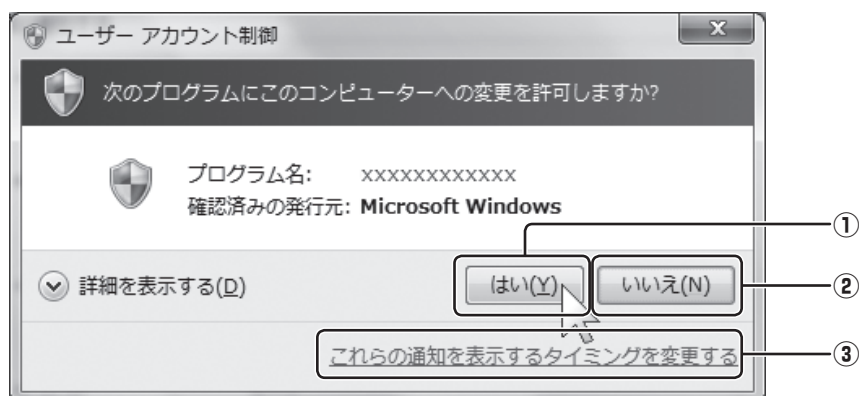 ユーザー アカウント制御
次のプログラムにこのコンピューターへの変更を許可しますか?
プログラム名: xxxxxxxxxxxx
確認済みの発行元: Microsoft Windows
①
詳細を表示する(D) はい(Y) いいえ(N) ②
これらの通知を表示するタイミングを変更する ③